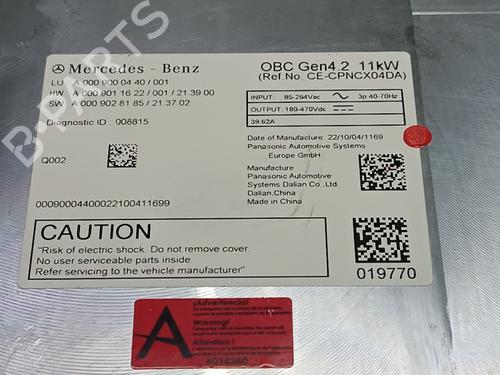 Mercedes - Benz
LU : A 000 900 04 40 / 001
HW : A 000 901 16 22 / 001 / 21 39 00
SW : A 000 902 81 85 / 21.37.02
Diagnostic ID : 008815
Q002
00090004400022100411699
OBC Gen4.2 11kW
(Ref.No. CE-CPNCX04DA)
INPUT: 85-264Vac 3p 40-70Hz
OUTPUT: 180-470Vdc
39.62A
Date of Manufacture: 22/10/04/1169
Panasonic Automotive Systems
Europe GmbH
Manufacture
Panasonic Automotive
Systems Dalian Co., Ltd.
Dalian,China
Made in China
CAUTION
"Risk of electric shock. Do not remove cover.
No user serviceable parts inside.
Refer servicing to the vehicle manufacturer"
019770
B-PARTS
A
¡Advertencia!
Warning!
Attention !
#014360